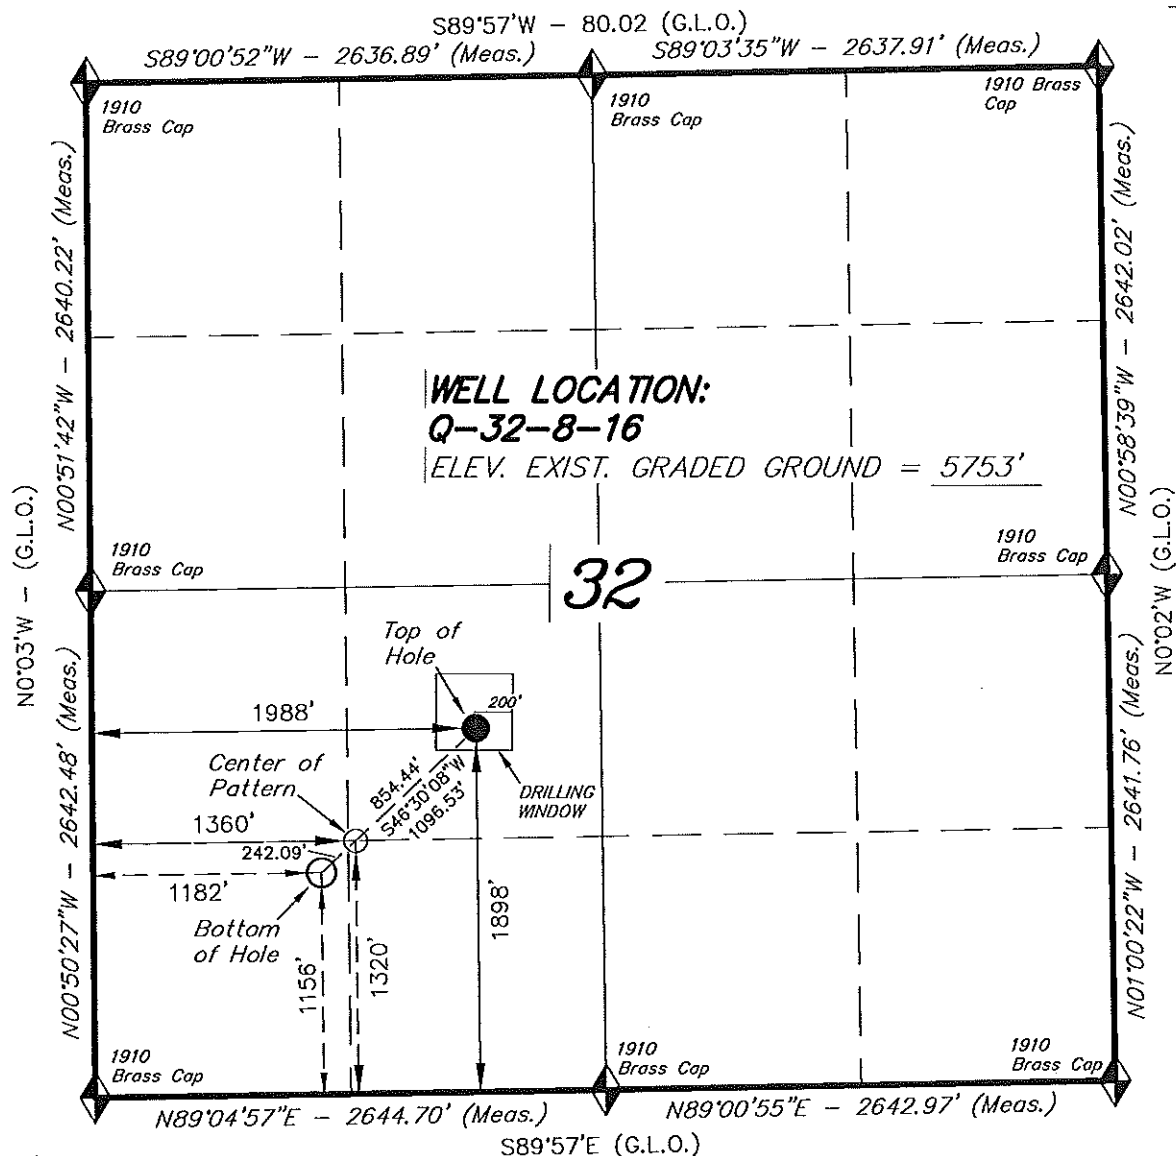 S89°57'W - 80.02 (G.L.O.)
S89°00'52"W - 2636.89' (Meas.)
S89°03'35"W - 2637.91' (Meas.)
1910
Brass Cap
1910
Brass Cap
1910 Brass
Cap
N00°51'42"W - 2640.22' (Meas.)
N00°58'39"W - 2642.02' (Meas.)
WELL LOCATION:
Q-32-8-16
ELEV. EXIST. GRADED GROUND = 5753'
N0°03'W - (G.L.O.)
N0°02'W (G.L.O.)
1910
Brass Cap
1910
Brass Cap
32
Top of
Hole
200'
1988'
Center of
Pattern
854.44'
S46°30'08"W
1096.53'
DRILLING
WINDOW
1360'
242.09'
1182'
Bottom
of Hole
1156'
1320'
1898'
N00°50'27"W - 2642.48' (Meas.)
N01°00'22"W - 2641.76' (Meas.)
1910
Brass Cap
1910
Brass Cap
1910
Brass Cap
N89°04'57"E - 2644.70' (Meas.)
N89°00'55"E - 2642.97' (Meas.)
S89°57'E (G.L.O.)